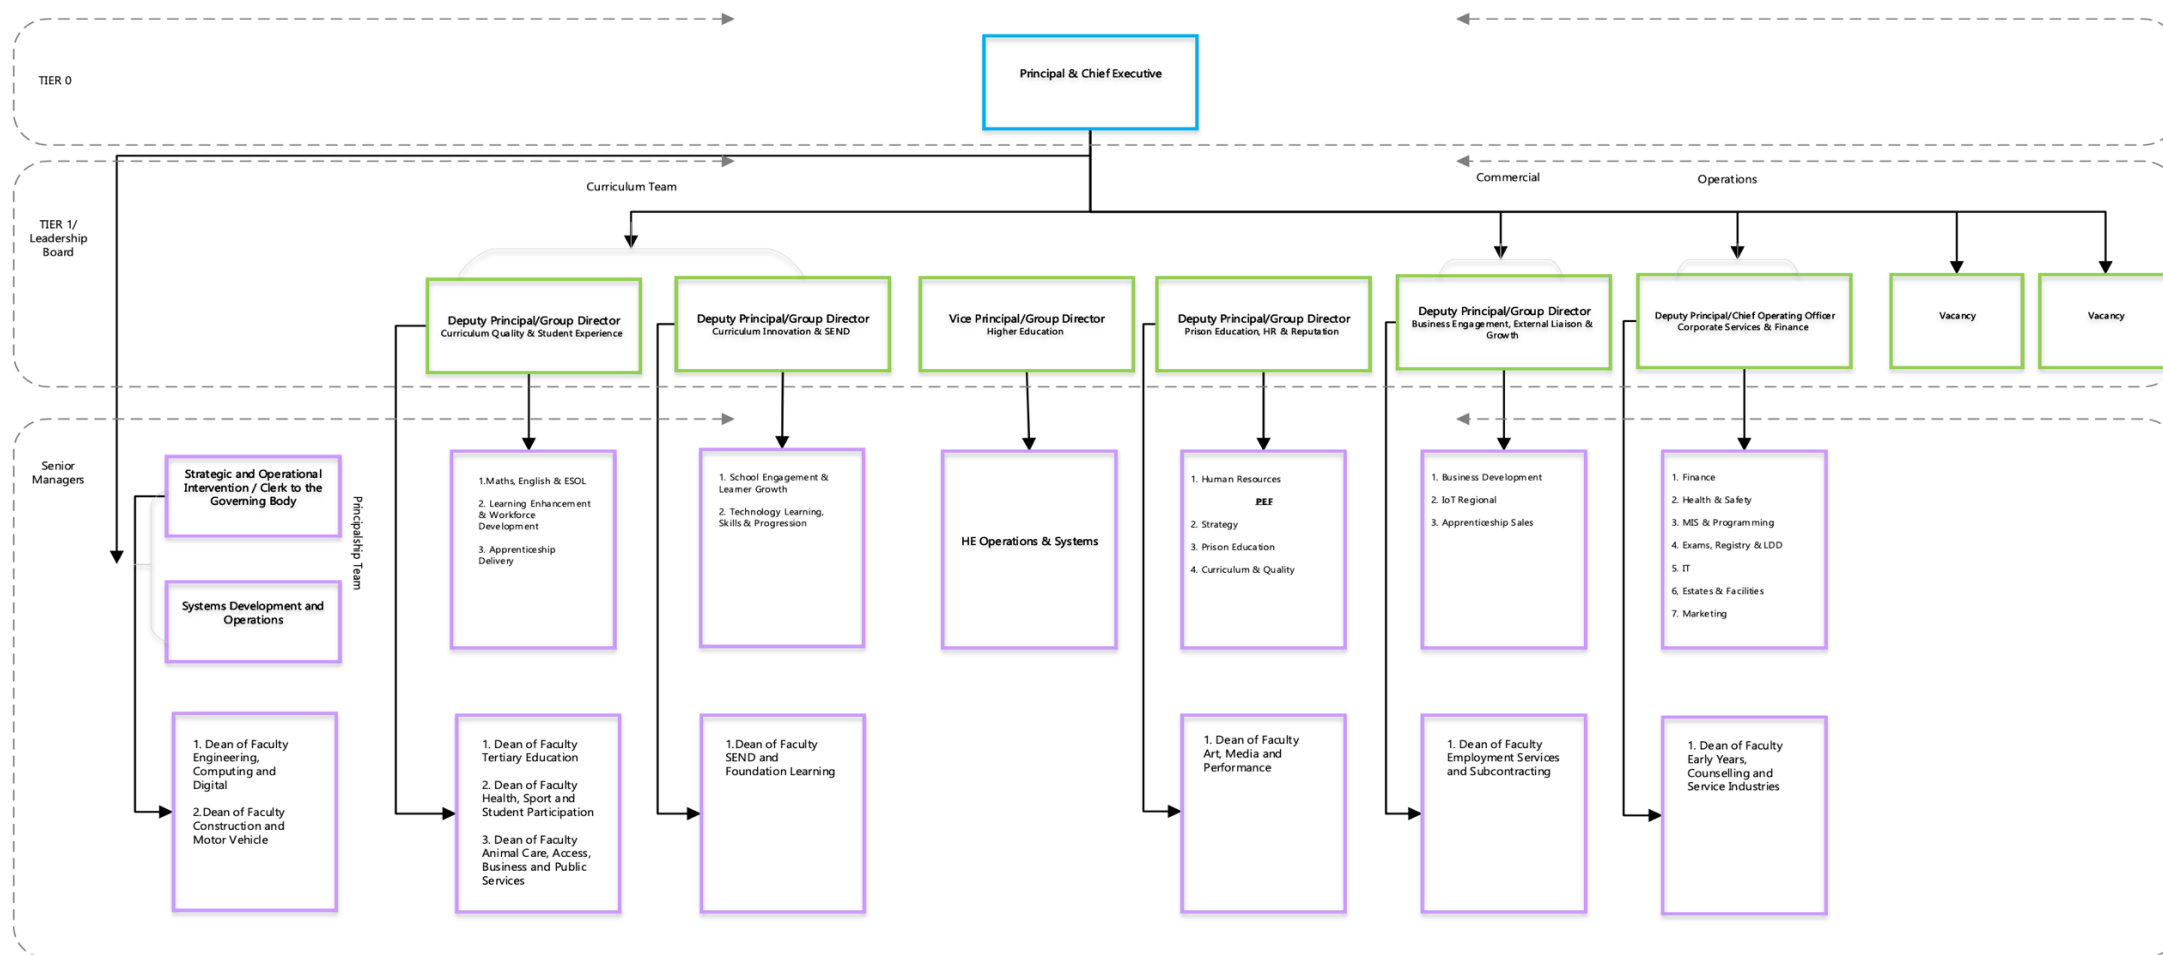 TIER 0
Principal & Chief Executive
TIER 1/
Leadership
Board
Curriculum Team
Commercial
Operations
Deputy Principal/Group Director
Curriculum Quality & Student Experience
Deputy Principal/Group Director
Curriculum Innovation & SEND
Vice Principal/Group Director
Higher Education
Deputy Principal/Group Director
Prison Education, HR & Reputation
Deputy Principal/Group Director
Business Engagement, External Liaison &
Growth
Deputy Principal/Chief Operating Officer
Corporate Services & Finance
Vacancy
Vacancy
Senior
Managers
Strategic and Operational
Intervention / Clerk to the
Governing Body
Systems Development and
Operations
Principalship Team
1.Maths, English & ESOL
2. Learning Enhancement
& Workforce
Development
3. Apprenticeship
Delivery
1. School Engagement &
Learner Growth
2. Technology Learning,
Skills & Progression
HE Operations & Systems
1. Human Resources
PEF
2. Strategy
3. Prison Education
4. Curriculum & Quality
1. Business Development
2. IoT Regional
3. Apprenticeship Sales
1. Finance
2. Health & Safety
3. MIS & Programming
4. Exams, Registry & LDD
5. IT
6, Estates & Facilities
7. Marketing
1. Dean of Faculty
Engineering,
Computing and
Digital
2.Dean of Faculty
Construction and
Motor Vehicle
1. Dean of Faculty
Tertiary Education
2. Dean of Faculty
Health, Sport and
Student Participation
3. Dean of Faculty
Animal Care, Access,
Business and Public
Services
1.Dean of Faculty
SEND and
Foundation Learning
1. Dean of Faculty
Art, Media and
Performance
1. Dean of Faculty
Employment Services
and Subcontracting
1. Dean of Faculty
Early Years,
Counselling and
Service Industries